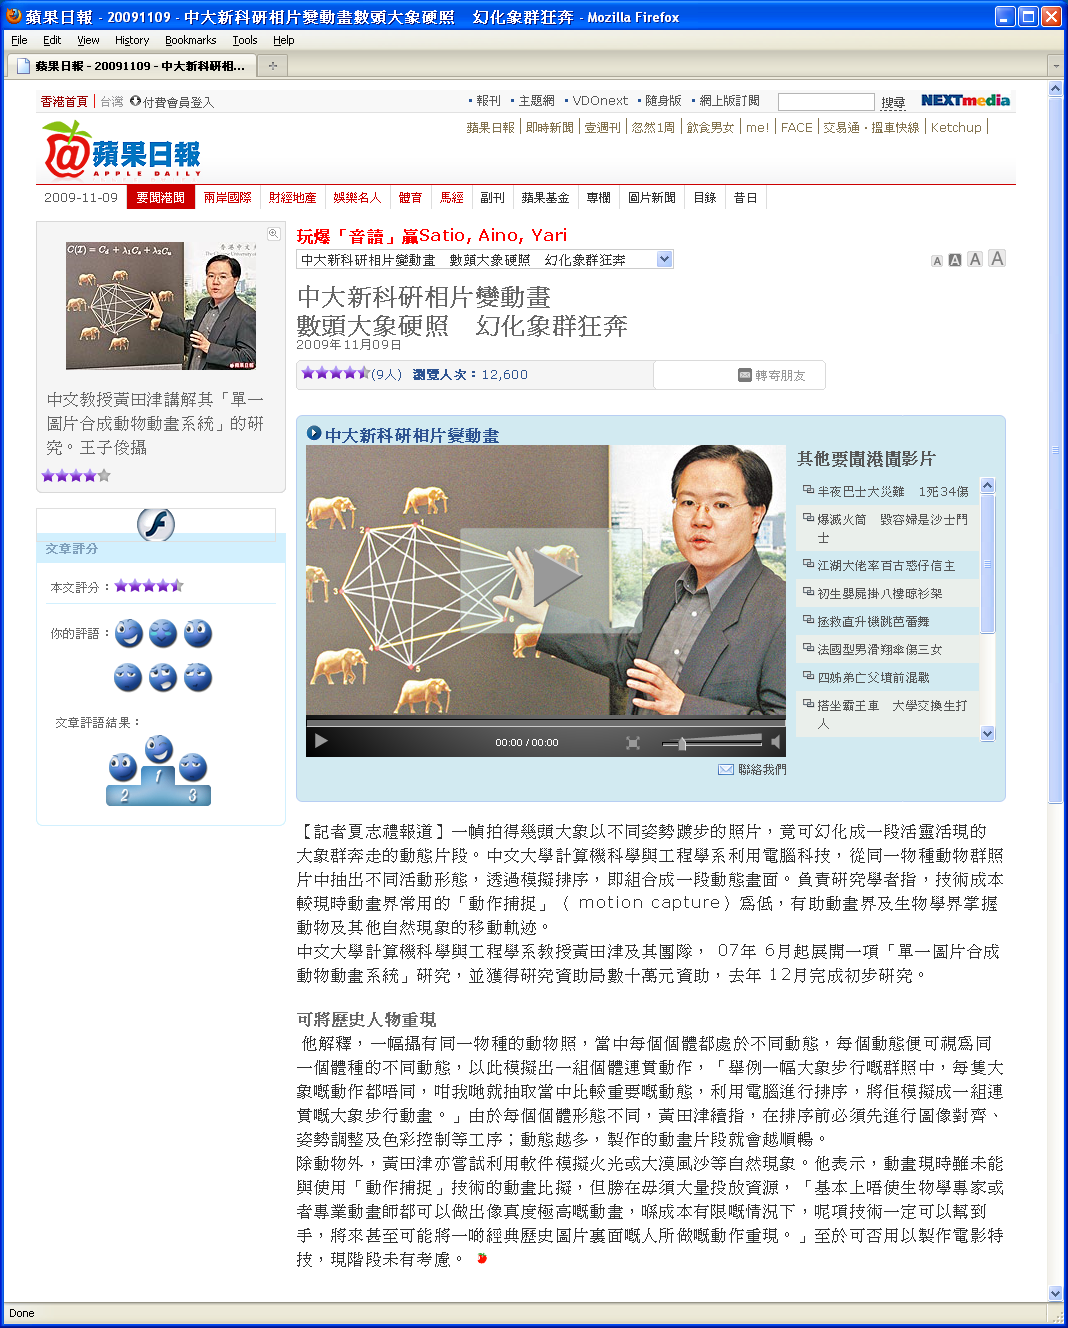 蘋果日報 - 20091109 - 中大新科研相片變動畫數頭大象硬照　幻化象群狂奔 - Mozilla Firefox
File Edit View History Bookmarks Tools Help
蘋果日報 - 20091109 - 中大新科研相...
香港首頁 | 台灣 付費會員登入
報刊 主題網 VDOnext 隨身版 網上版訂閱 搜尋 NEXTmedia
蘋果日報 | 即時新聞 | 壹週刊 | 忽然1周 | 飲食男女 | me! | FACE | 交易通・搵車快線 | Ketchup |
蘋果日報
APPLE DAILY
2009-11-09 要聞港聞 兩岸國際 財經地產 娛樂名人 體育 馬經 副刊 蘋果基金 專欄 圖片新聞 目錄 昔日
玩爆「音讀」贏Satio, Aino, Yari
中大新科研相片變動畫　數頭大象硬照　幻化象群狂奔
A A A A
中大新科研相片變動畫
數頭大象硬照　幻化象群狂奔
2009年11月09日
(9人) 瀏覽人次：12,600
轉寄朋友
C(I) = Cd + λ1Cs + λ2Ca
中文教授黃田津講解其「單一
圖片合成動物動畫系統」的研
究。王子俊攝
文章評分
本文評分：
你的評語：
文章評語結果：
1
2 3
中大新科研相片變動畫
00:00 / 00:00
聯絡我們
其他要聞港聞影片
半夜巴士大災難　1死34傷
爆滅火筒　毀容婦是沙士鬥
士
江湖大佬率百古惑仔信主
初生嬰屍掛八樓晾衫架
拯救直升機跳芭蕾舞
法國型男滑翔傘傷三女
四姊弟亡父墳前混戰
搭坐霸王車　大學交換生打
人
【記者夏志禮報道】一幀拍得幾頭大象以不同姿勢踱步的照片，竟可幻化成一段活靈活現的
大象群奔走的動態片段。中文大學計算機科學與工程學系利用電腦科技，從同一物種動物群照
片中抽出不同活動形態，透過模擬排序，即組合成一段動態畫面。負責研究學者指，技術成本
較現時動畫界常用的「動作捕捉」（ motion capture）為低，有助動畫界及生物學界掌握
動物及其他自然現象的移動軌迹。
中文大學計算機科學與工程學系教授黃田津及其團隊， 07年 6月起展開一項「單一圖片合成
動物動畫系統」研究，並獲得研究資助局數十萬元資助，去年 12月完成初步研究。
可將歷史人物重現
他解釋，一幅攝有同一物種的動物照，當中每個個體都處於不同動態，每個動態便可視為同
一個體種的不同動態，以此模擬出一組個體連貫動作，「舉例一幅大象步行嘅群照中，每隻大
象嘅動作都唔同，咁我哋就抽取當中比較重要嘅動態，利用電腦進行排序，將佢模擬成一組連
貫嘅大象步行動畫。」由於每個個體形態不同，黃田津續指，在排序前必須先進行圖像對齊、
姿勢調整及色彩控制等工序；動態越多，製作的動畫片段就會越順暢。
除動物外，黃田津亦嘗試利用軟件模擬火光或大漠風沙等自然現象。他表示，動畫現時雖未能
與使用「動作捕捉」技術的動畫比擬，但勝在毋須大量投放資源，「基本上唔使生物學專家或
者專業動畫師都可以做出像真度極高嘅動畫，喺成本有限嘅情況下，呢項技術一定可以幫到
手，將來甚至可能將一啲經典歷史圖片裏面嘅人所做嘅動作重現。」至於可否用以製作電影特
技，現階段未有考慮。
Done